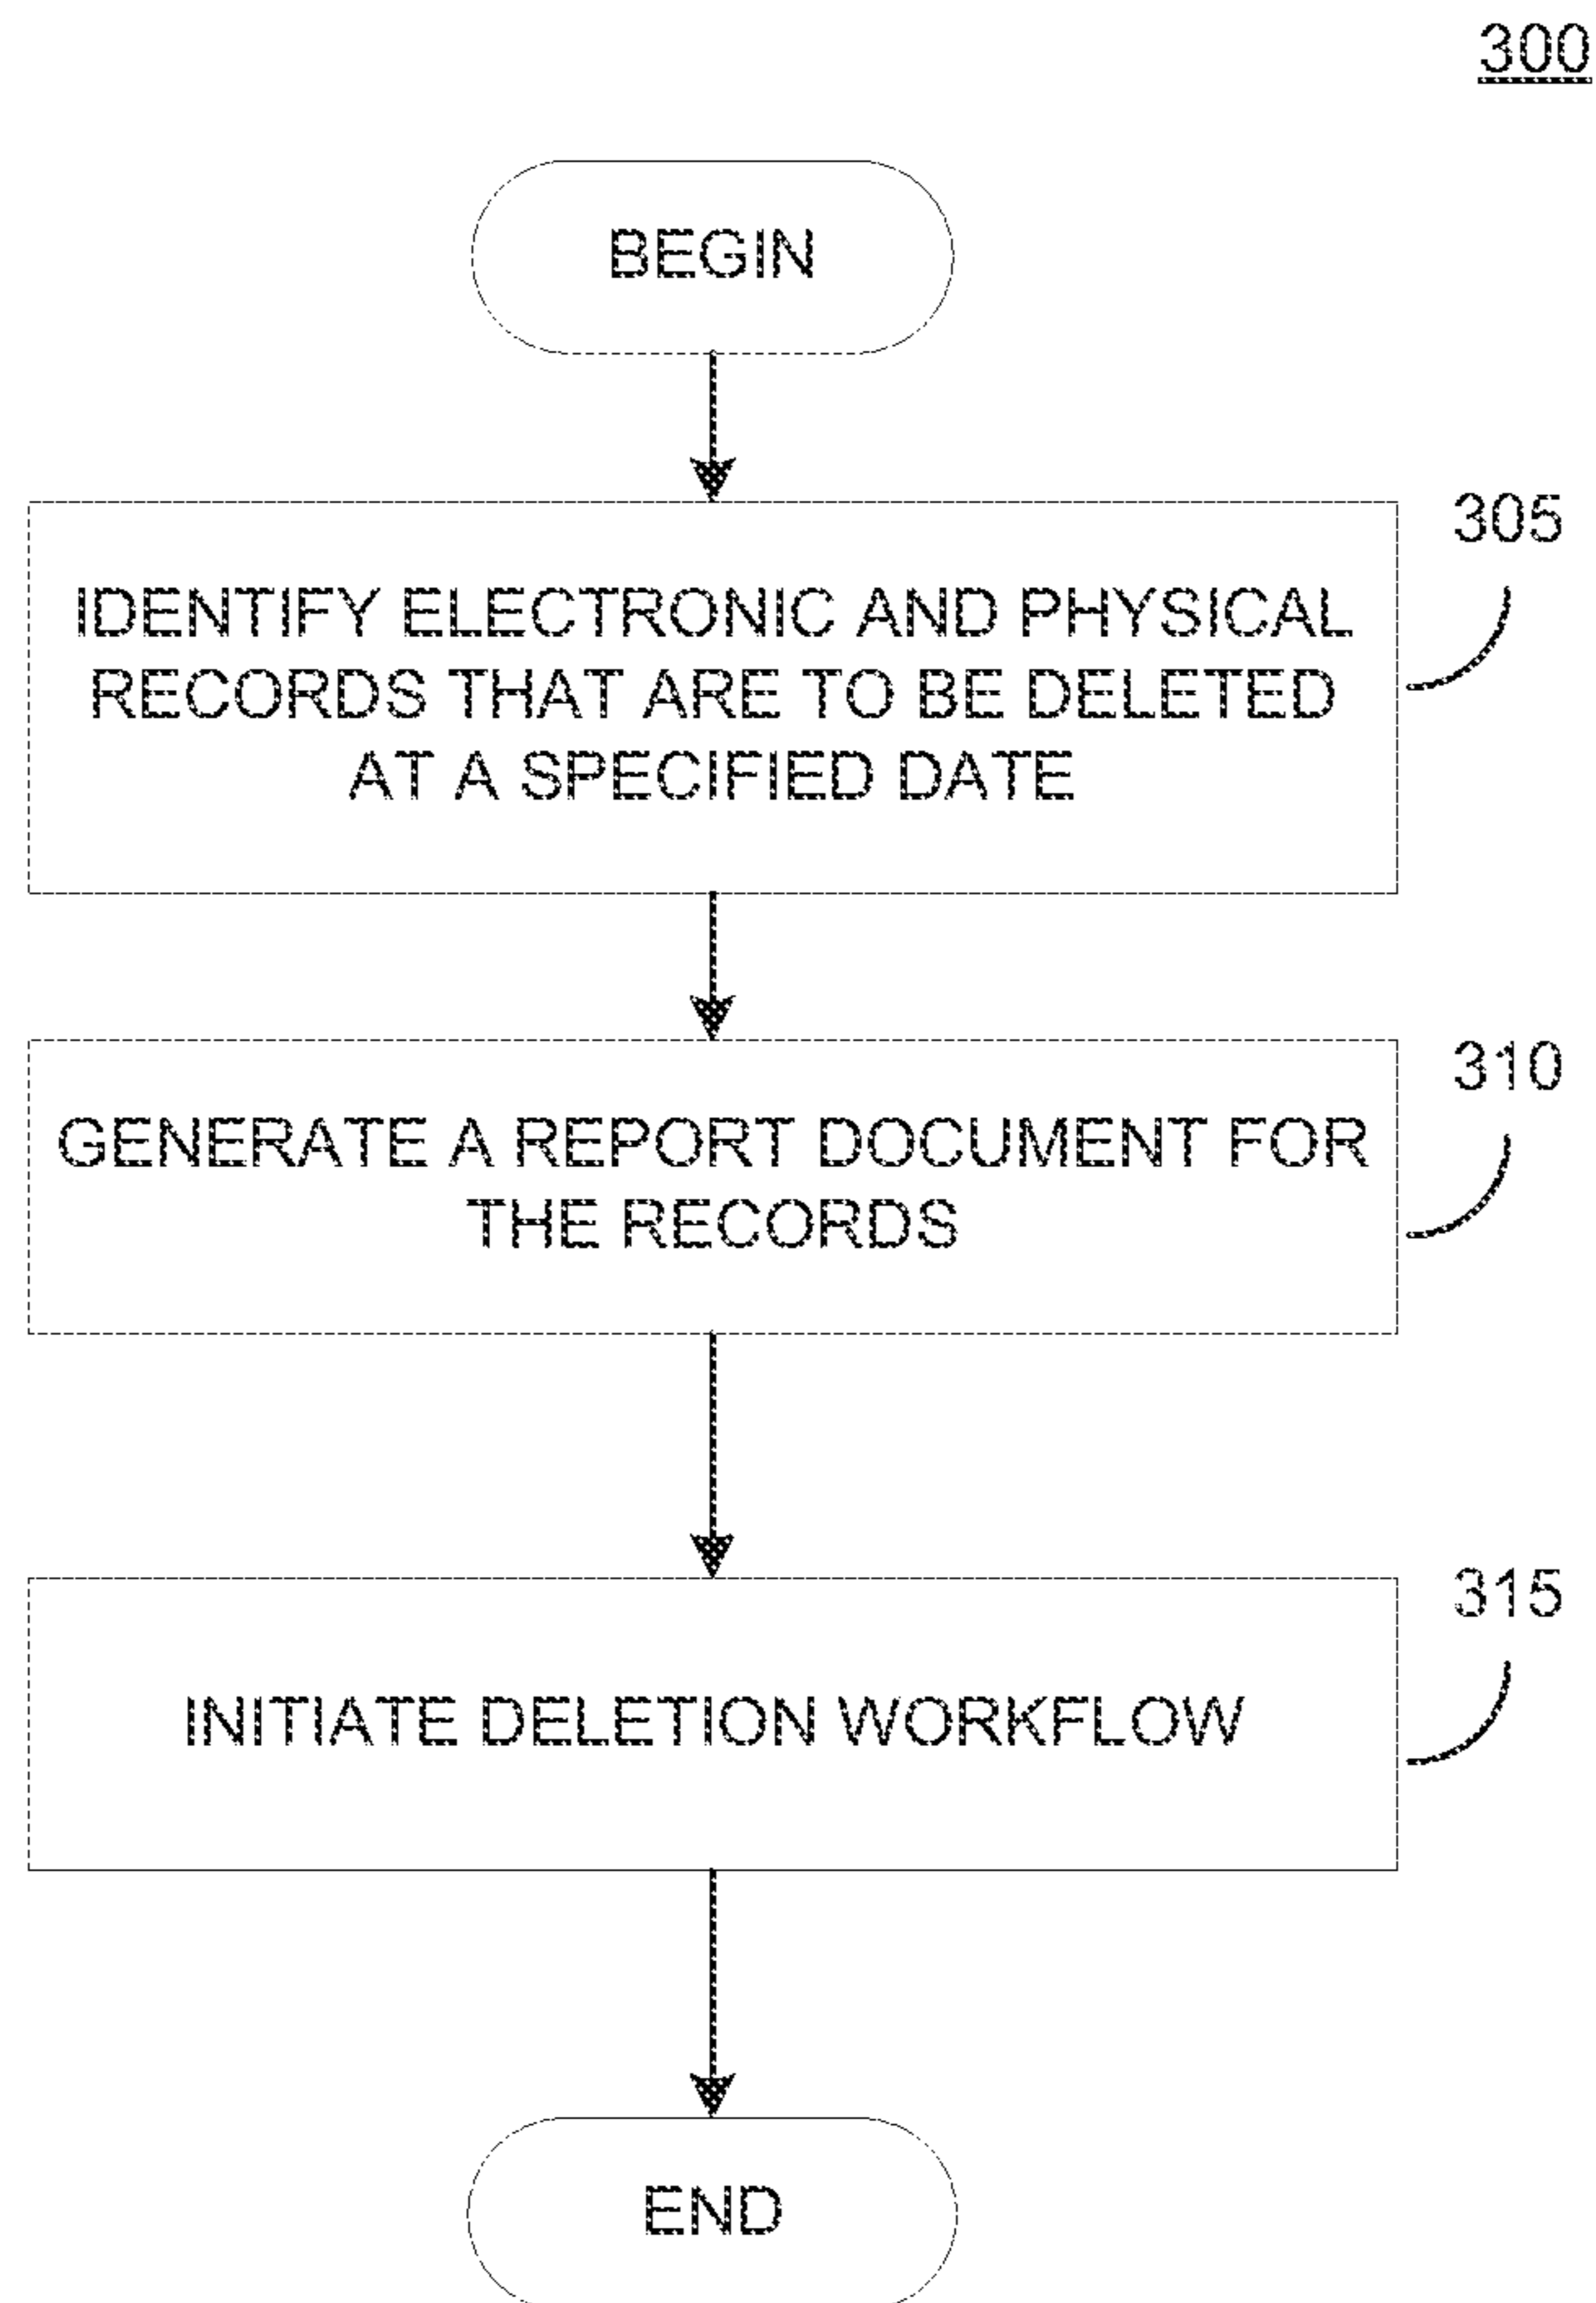 300
BEGIN
305
IDENTIFY ELECTRONIC AND PHYSICAL
RECORDS THAT ARE TO BE DELETED
AT A SPECIFIED DATE
310
GENERATE A REPORT DOCUMENT FOR
THE RECORDS
315
INITIATE DELETION WORKFLOW
END